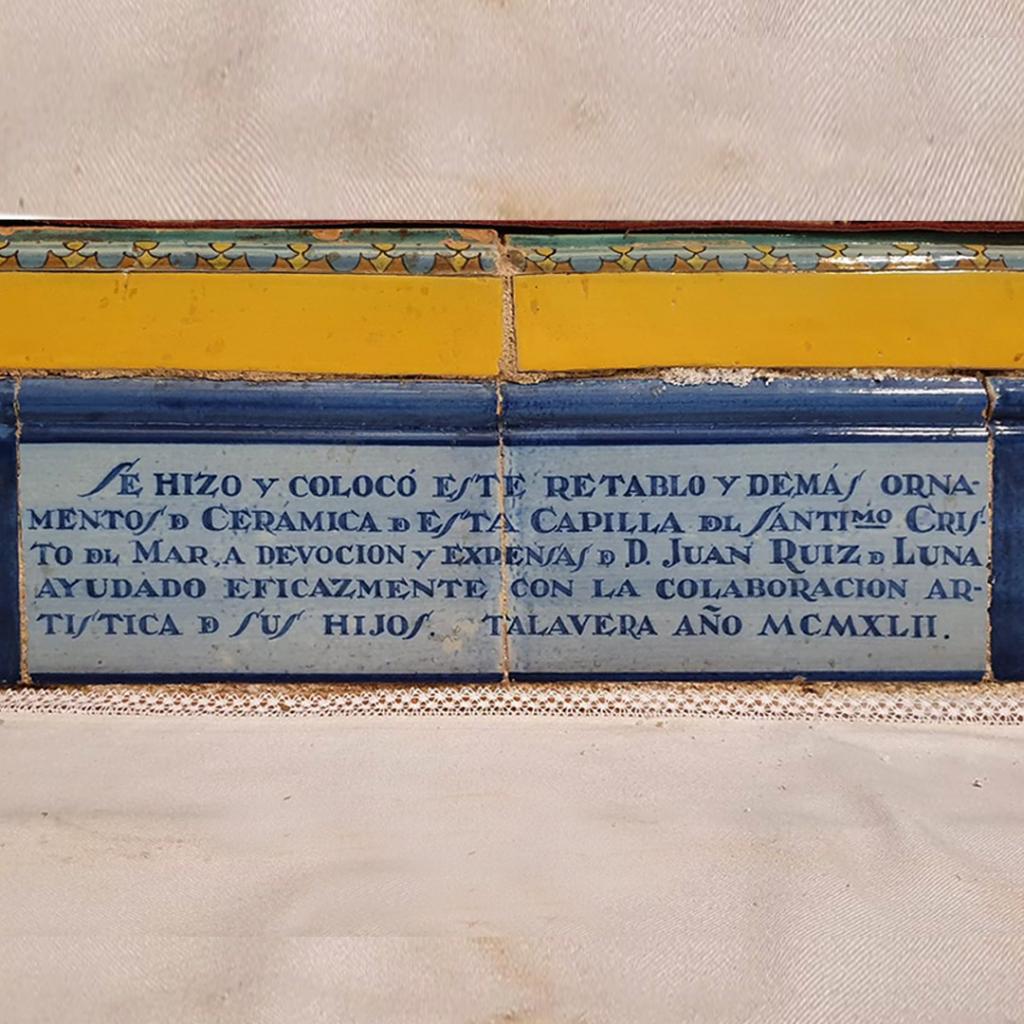 SE HIZO Y COLOCÓ ESTE RETABLO Y DEMÁS ORNA-
MENTOS D CERÁMICA D ESTA CAPILLA DL SANTIMO CRIS-
TO DL MAR, A DEVOCION Y EXPENSAS D D. JUAN RUIZ D LUNA
AYUDADO EFICAZMENTE CON LA COLABORACION AR-
TISTICA D SUS HIJOS. TALAVERA AÑO MCMXLII.